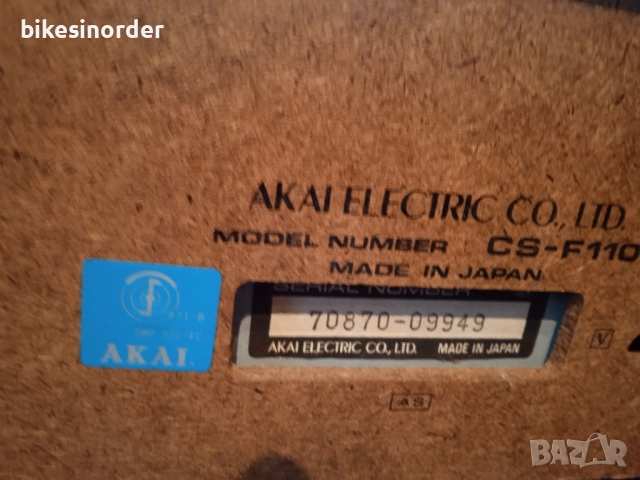 bikesinorder
AKAI ELECTRIC CO., LTD.
MODEL NUMBER CS-F110
MADE IN JAPAN
SERIAL NUMBER
70870-09949
AKAI ELECTRIC CO., LTD. MADE IN JAPAN
AKAI.
V
AS
BAZAR